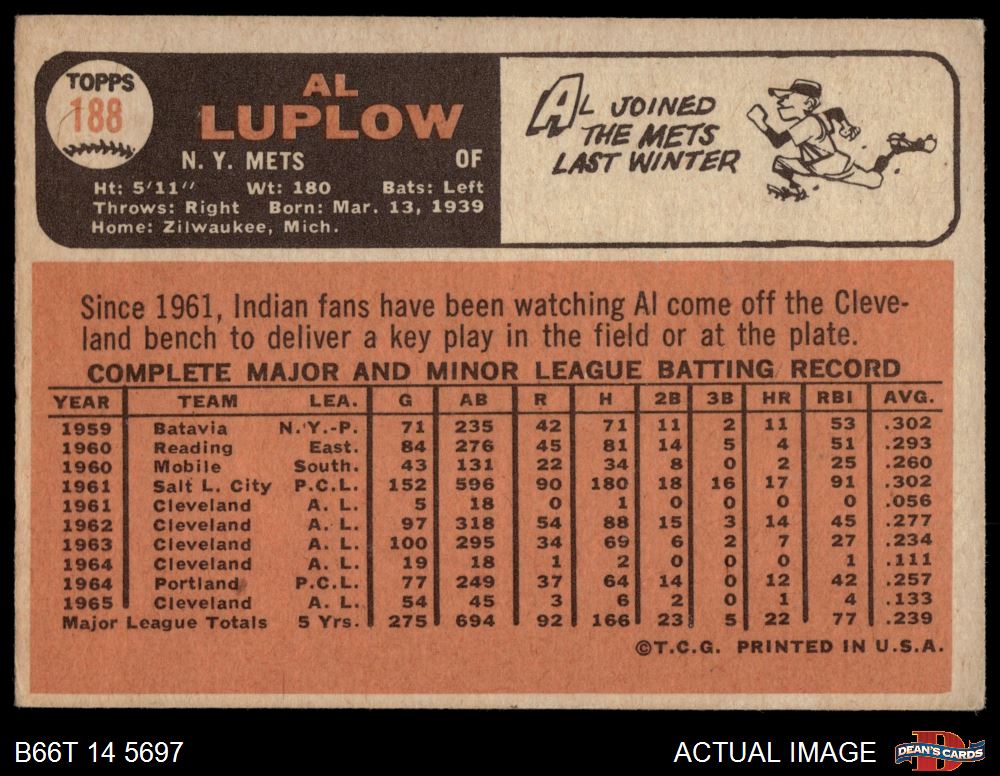 TOPPS
188
AL
LUPLOW
N. Y. METS OF
Ht: 5'11" Wt: 180 Bats: Left
Throws: Right Born: Mar. 13, 1939
Home: Zilwaukee, Mich.
AL JOINED
THE METS
LAST WINTER
Since 1961, Indian fans have been watching Al come off the Cleve-
land bench to deliver a key play in the field or at the plate.
COMPLETE MAJOR AND MINOR LEAGUE BATTING RECORD
YEAR TEAM LEA. G AB R H 2B 3B HR RBI AVG.
1959 Batavia N.Y.-P. 71 235 42 71 11 2 11 53 .302
1960 Reading East. 84 276 45 81 14 5 4 51 .293
1960 Mobile South. 43 131 22 34 8 0 2 25 .260
1961 Salt L. City P.C.L. 152 596 90 180 18 16 17 91 .302
1961 Cleveland A. L. 5 18 0 1 0 0 0 0 .056
1962 Cleveland A. L. 97 318 54 88 15 3 14 45 .277
1963 Cleveland A. L. 100 295 34 69 6 2 7 27 .234
1964 Cleveland A. L. 19 18 1 2 0 0 0 1 .111
1964 Portland P.C.L. 77 249 37 64 14 0 12 42 .257
1965 Cleveland A. L. 54 45 3 6 2 0 1 4 .133
Major League Totals 5 Yrs. 275 694 92 166 23 5 22 77 .239
©T.C.G. PRINTED IN U.S.A.
B66T 14 5697 ACTUAL IMAGE DEAN'S CARDS